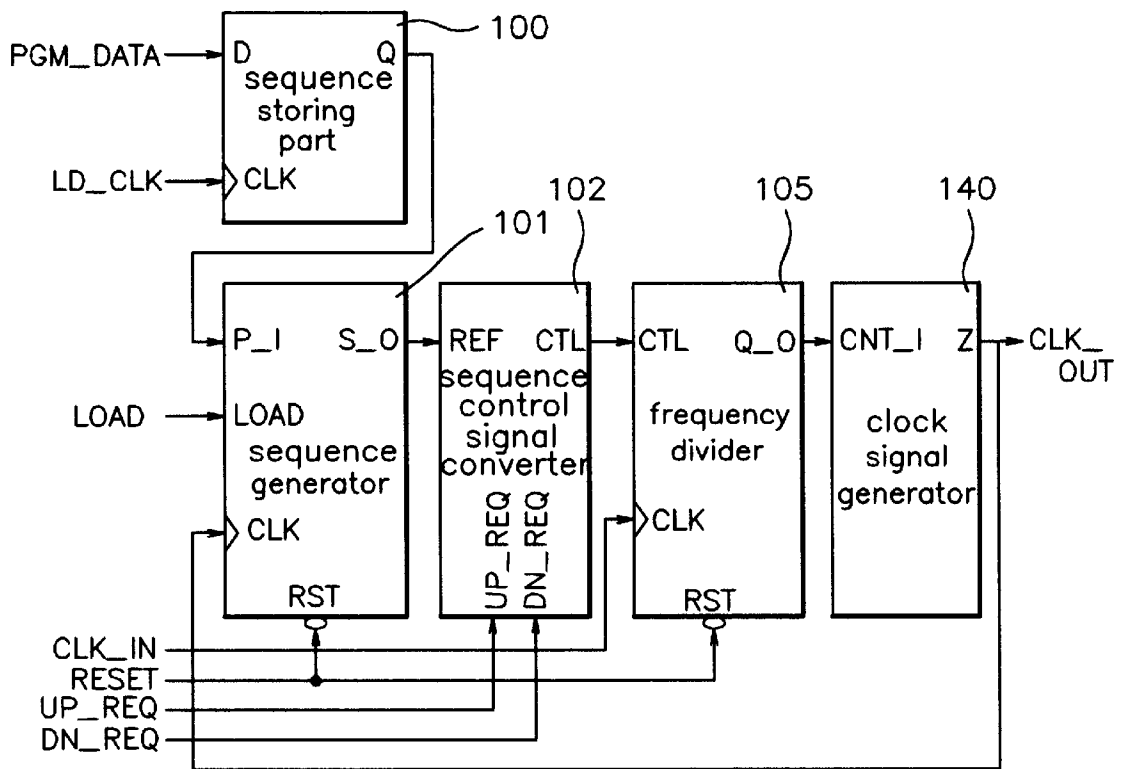 100
PGM_DATA
D
Q
sequence
storing
part
LD_CLK
CLK
101
102
105
140
P_I
S_O
REF
CTL
CTL
Q_O
CNT_I
Z
CLK_
OUT
LOAD
LOAD
sequence
generator
sequence
control
signal
converter
frequency
divider
clock
signal
generator
CLK
UP_REQ
DN_REQ
CLK
RST
RST
CLK_IN
RESET
UP_REQ
DN_REQ